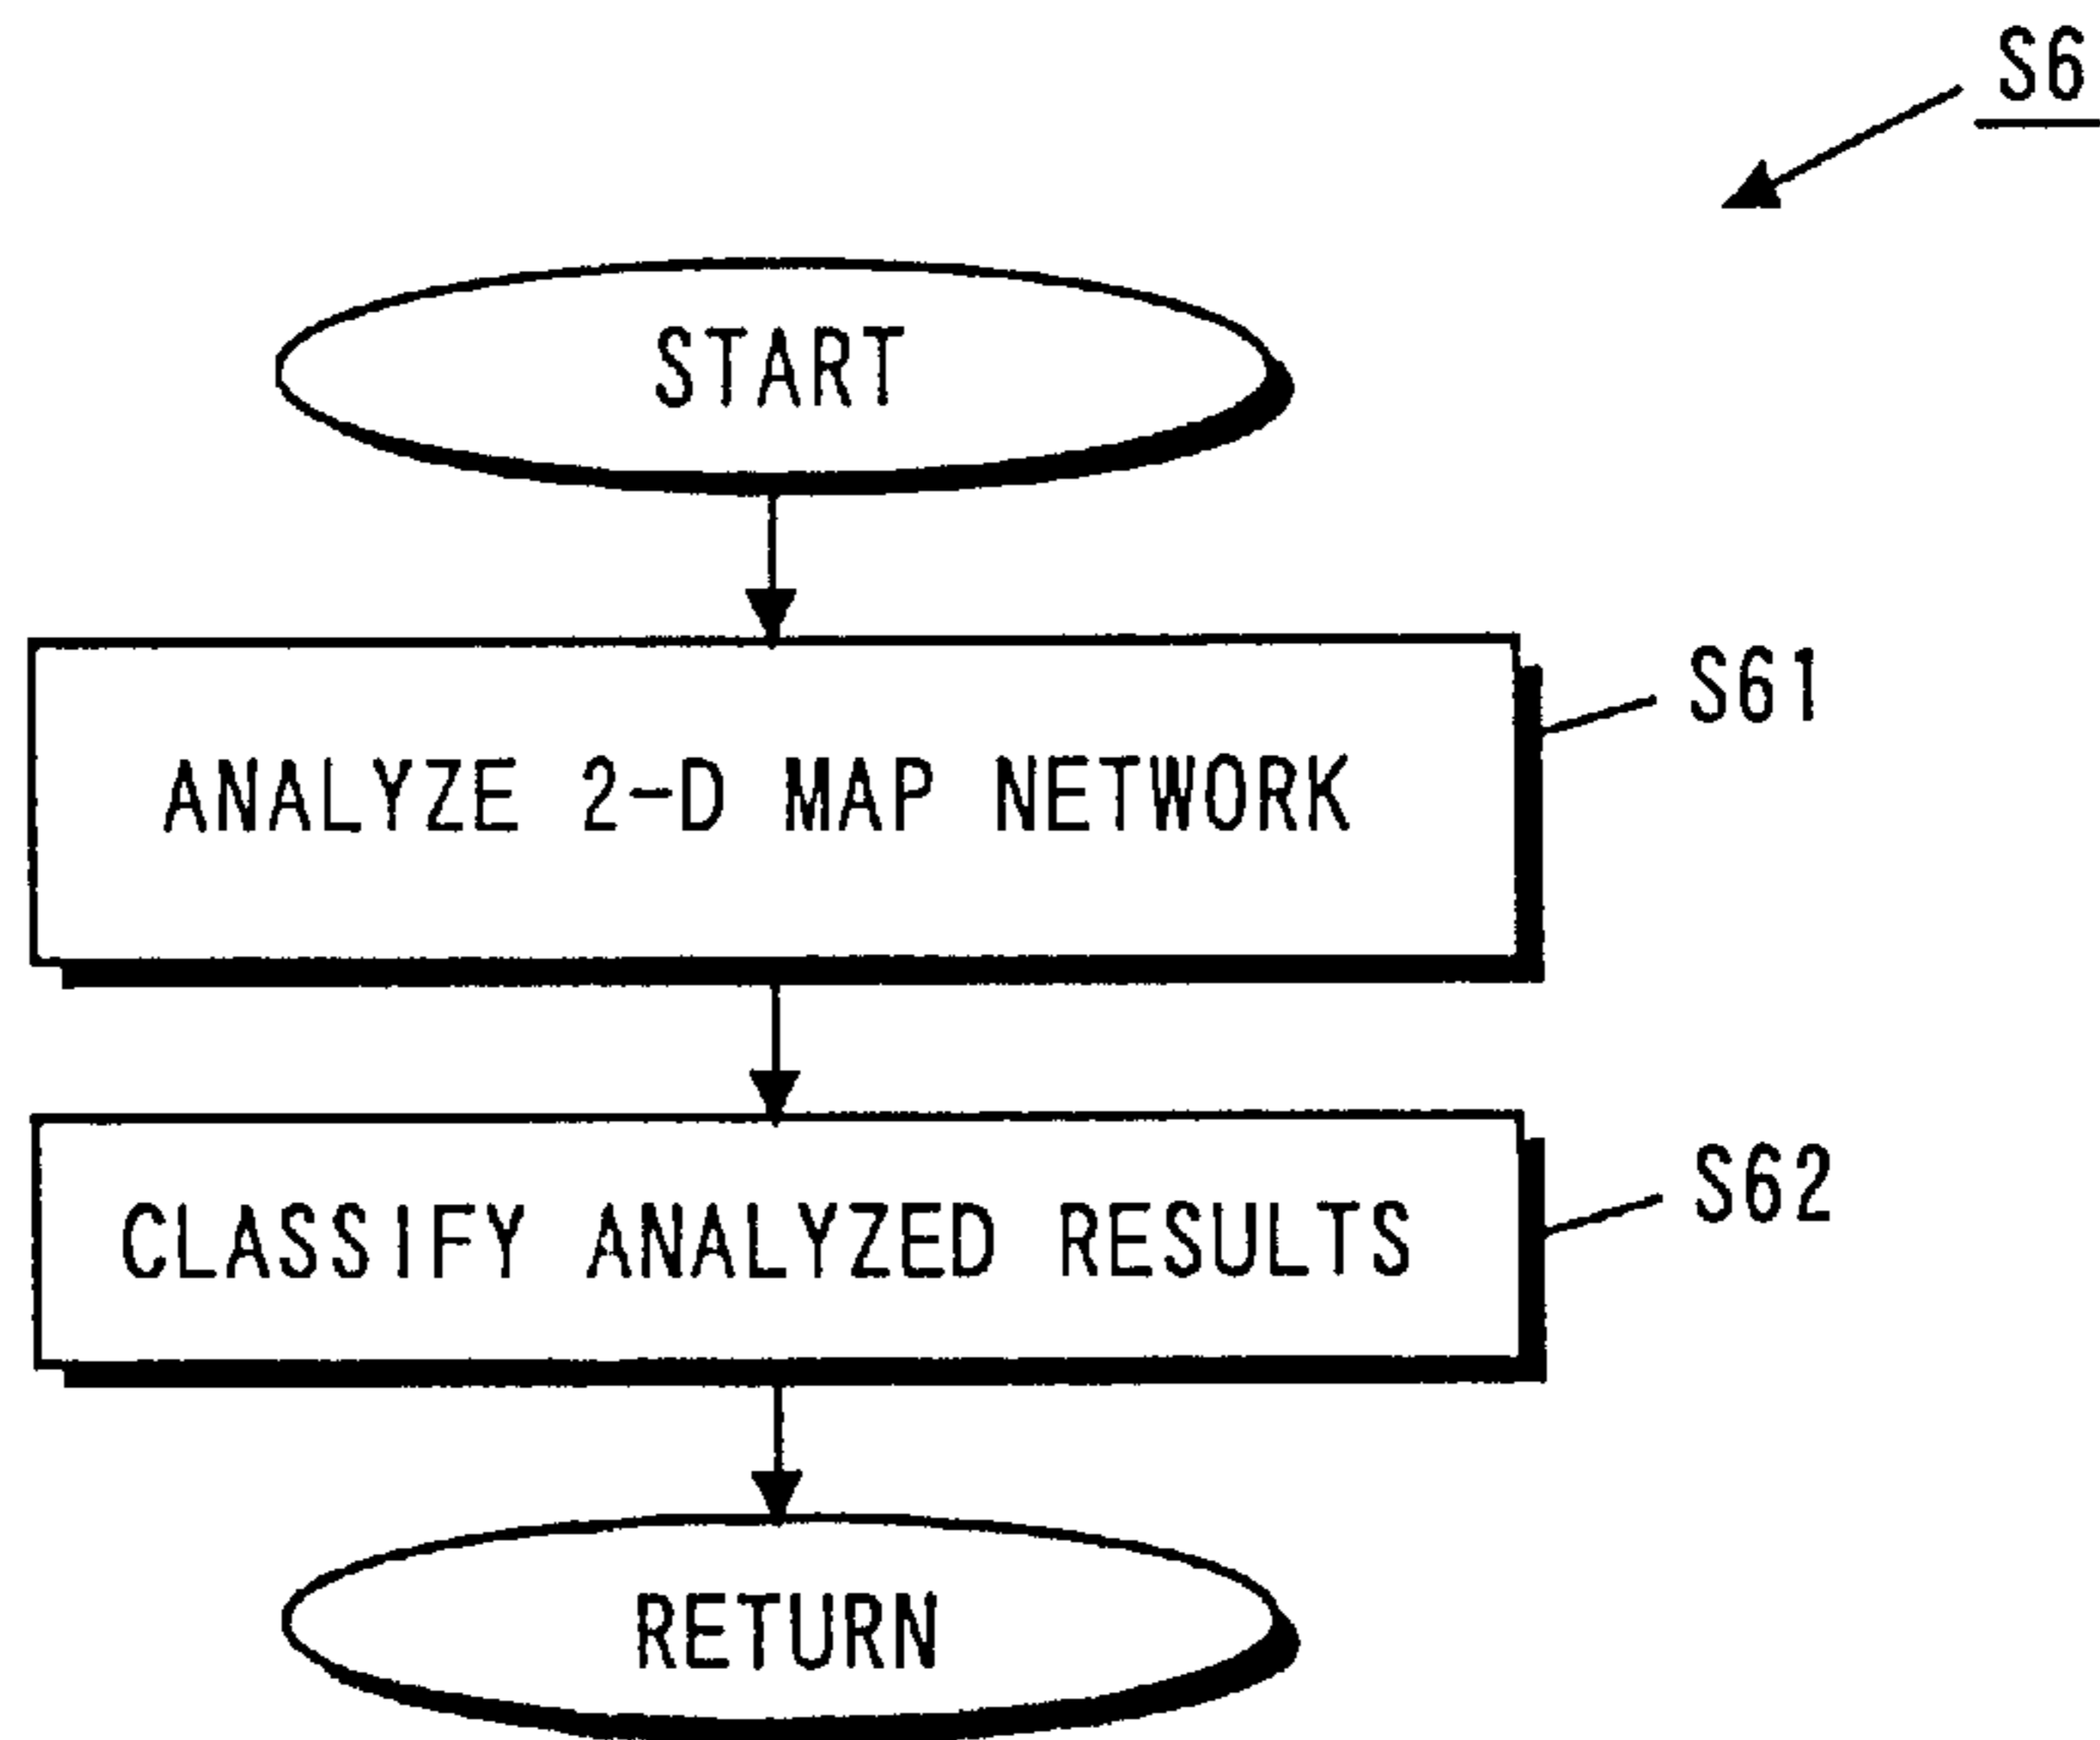 S6
START
ANALYZE 2-D MAP NETWORK
S61
CLASSIFY ANALYZED RESULTS
S62
RETURN